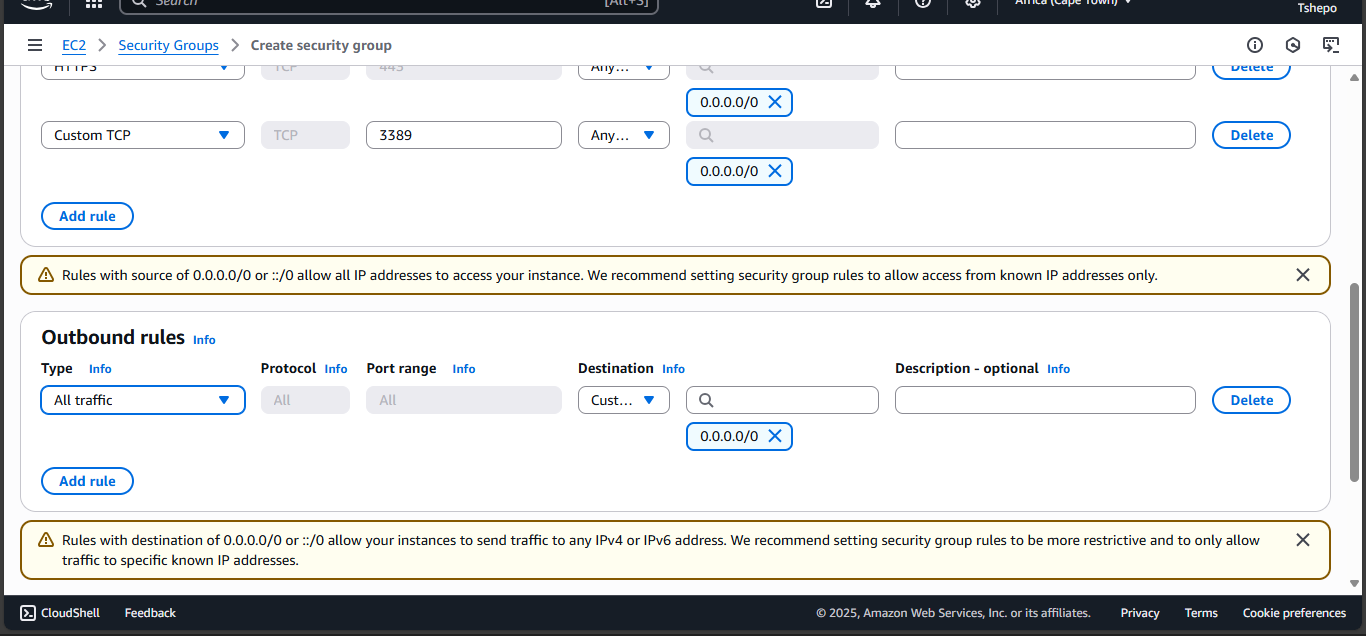 Search [Alt+S] Africa (Cape Town)
Tshepo
EC2 Security Groups Create security group
HTTPS TCP 443 Any... Delete
0.0.0.0/0
Custom TCP TCP 3389 Any... Delete
0.0.0.0/0
Add rule
Rules with source of 0.0.0.0/0 or ::/0 allow all IP addresses to access your instance. We recommend setting security group rules to allow access from known IP addresses only.
Outbound rules Info
Type Info Protocol Info Port range Info Destination Info Description - optional Info
All traffic All All Cust... Delete
0.0.0.0/0
Add rule
Rules with destination of 0.0.0.0/0 or ::/0 allow your instances to send traffic to any IPv4 or IPv6 address. We recommend setting security group rules to be more restrictive and to only allow
traffic to specific known IP addresses.
CloudShell Feedback © 2025, Amazon Web Services, Inc. or its affiliates. Privacy Terms Cookie preferences